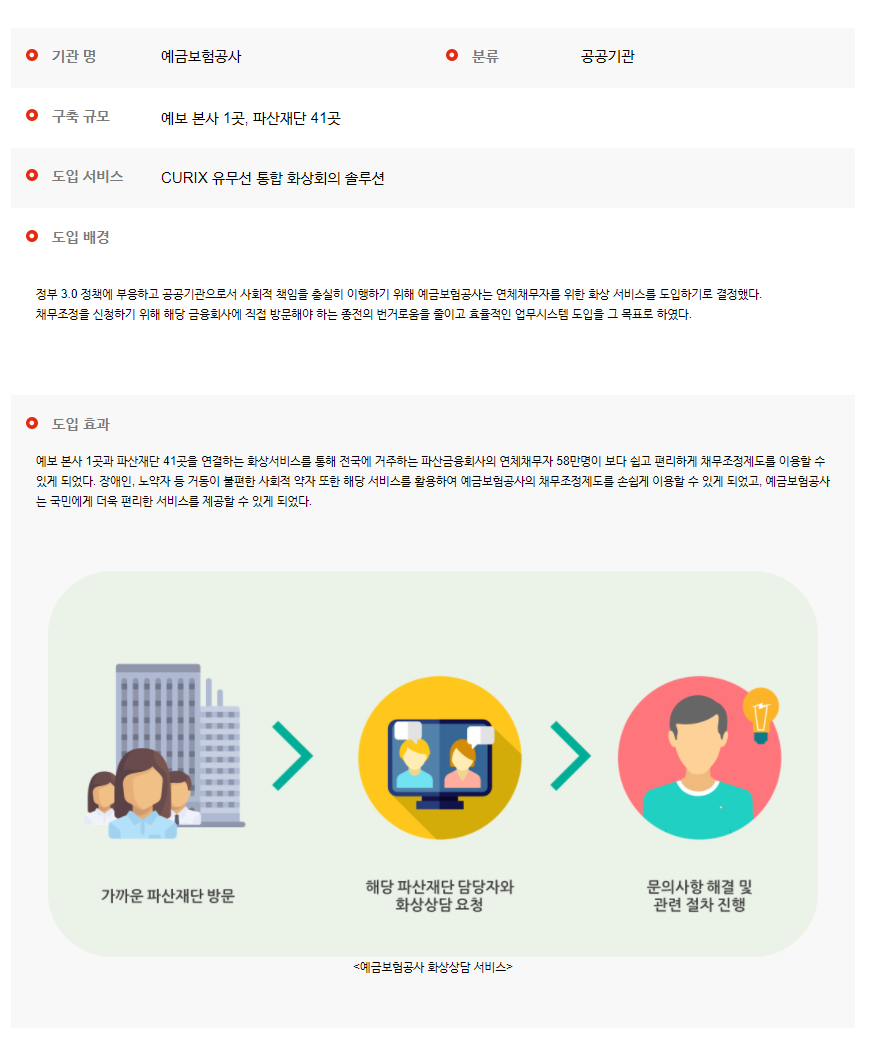 기관 명 예금보험공사 분류 공공기관
구축 규모 예보 본사 1곳, 파산재단 41곳
도입 서비스 CURIX 유무선 통합 화상회의 솔루션
도입 배경
정부 3.0 정책에 부응하고 공공기관으로서 사회적 책임을 충실히 이행하기 위해 예금보험공사는 연체채무자를 위한 화상 서비스를 도입하기로 결정했다.
채무조정을 신청하기 위해 해당 금융회사에 직접 방문해야 하는 종전의 번거로움을 줄이고 효율적인 업무시스템 도입을 그 목표로 하였다.
도입 효과
예보 본사 1곳과 파산재단 41곳을 연결하는 화상서비스를 통해 전국에 거주하는 파산금융회사의 연체채무자 58만명이 보다 쉽고 편리하게 채무조정제도를 이용할 수
있게 되었다. 장애인, 노약자 등 거동이 불편한 사회적 약자 또한 해당 서비스를 활용하여 예금보험공사의 채무조정제도를 손쉽게 이용할 수 있게 되었고, 예금보험공사
는 국민에게 더욱 편리한 서비스를 제공할 수 있게 되었다.
가까운 파산재단 방문
해당 파산재단 담당자와
화상상담 요청
문의사항 해결 및
관련 절차 진행
<예금보험공사 화상상담 서비스>